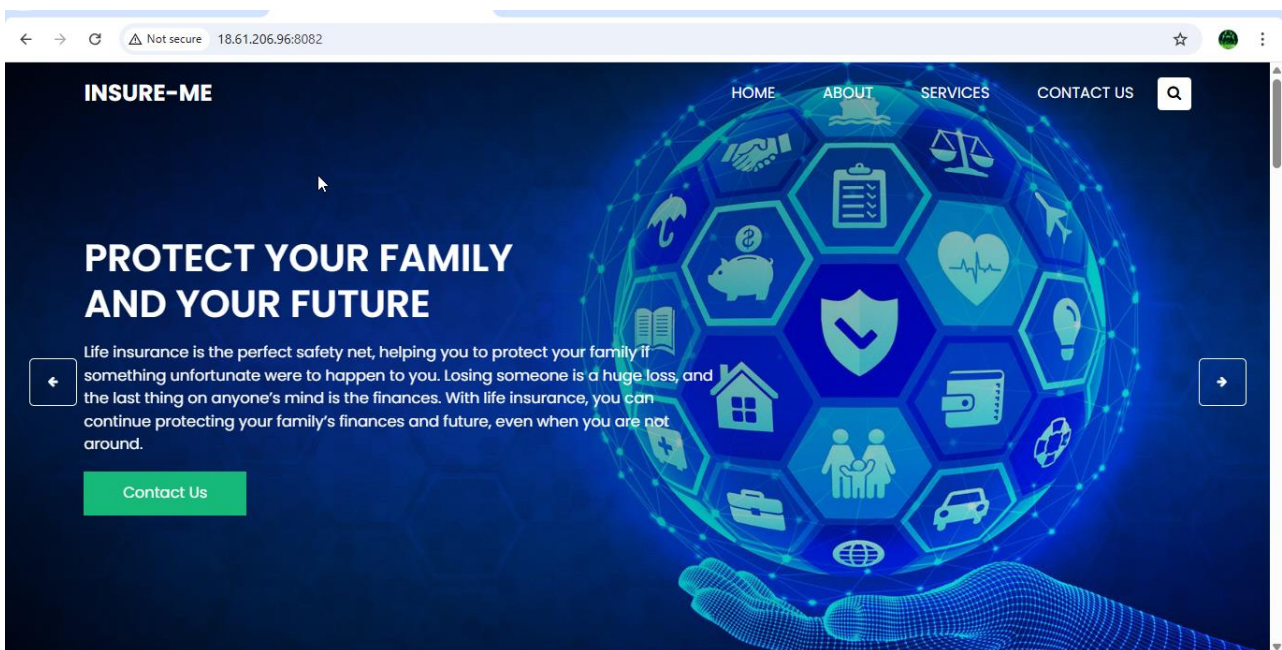 Not secure 18.61.206.96:8082
INSURE-ME HOME ABOUT SERVICES CONTACT US
PROTECT YOUR FAMILY
AND YOUR FUTURE
Life insurance is the perfect safety net, helping you to protect your family if
something unfortunate were to happen to you. Losing someone is a huge loss, and
the last thing on anyone’s mind is the finances. With life insurance, you can
continue protecting your family’s finances and future, even when you are not
around.
Contact Us